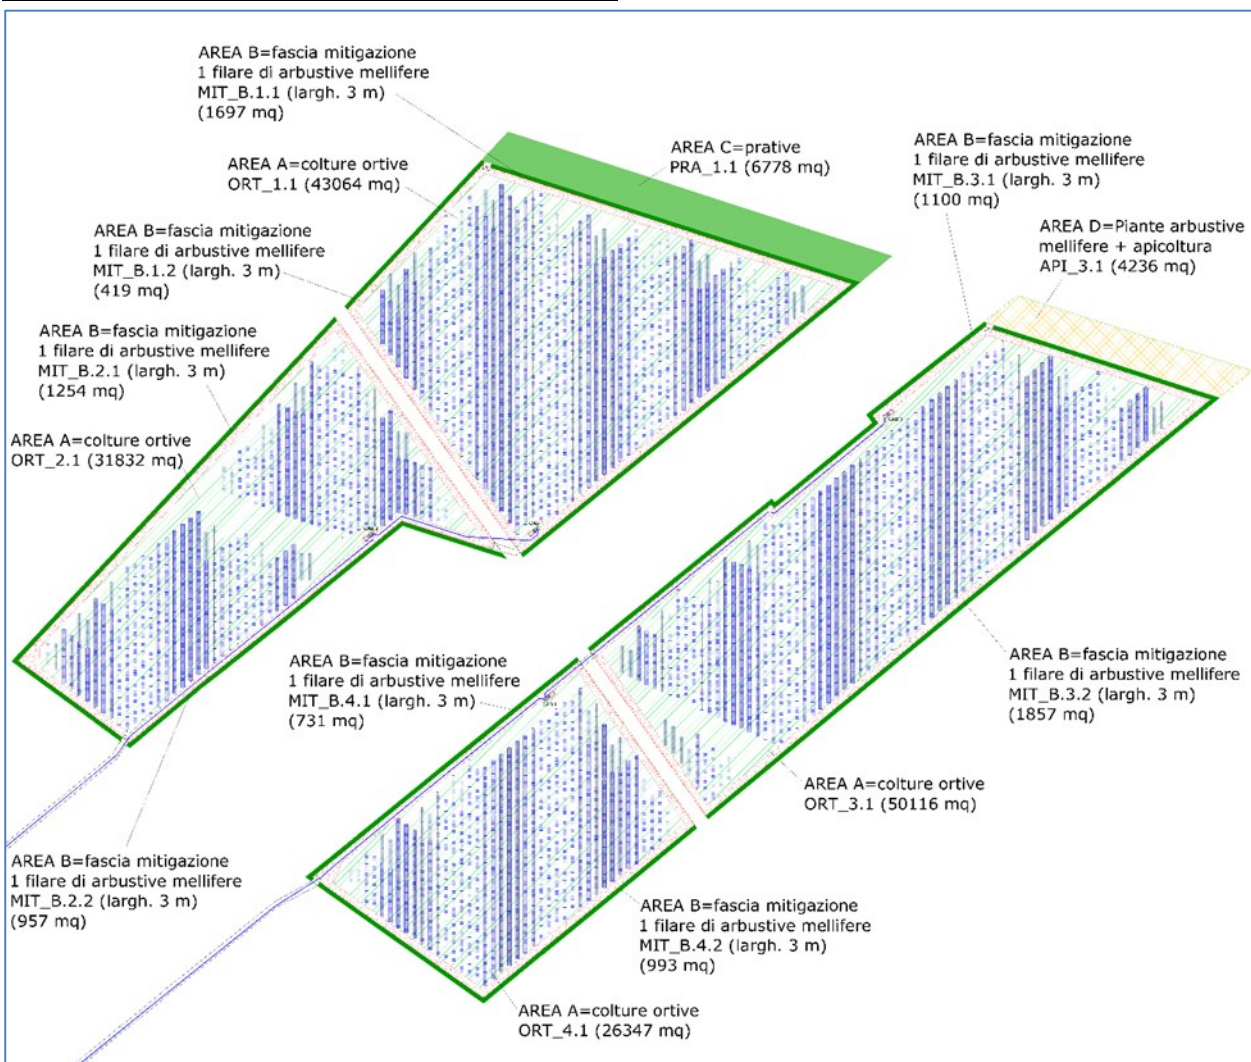 AREA B=fascia mitigazione
1 filare di arbustive mellifere
MIT_B.1.1 (largh. 3 m)
(1697 mq)
AREA A=colture ortive
ORT_1.1 (43064 mq)
AREA B=fascia mitigazione
1 filare di arbustive mellifere
MIT_B.1.2 (largh. 3 m)
(419 mq)
AREA B=fascia mitigazione
1 filare di arbustive mellifere
MIT_B.2.1 (largh. 3 m)
(1254 mq)
AREA A=colture ortive
ORT_2.1 (31832 mq)
AREA C=prative
PRA_1.1 (6778 mq)
AREA B=fascia mitigazione
1 filare di arbustive mellifere
MIT_B.3.1 (largh. 3 m)
(1100 mq)
AREA D=Piante arbustive
mellifere + apicoltura
API_3.1 (4236 mq)
AREA B=fascia mitigazione
1 filare di arbustive mellifere
MIT_B.4.1 (largh. 3 m)
(731 mq)
AREA B=fascia mitigazione
1 filare di arbustive mellifere
MIT_B.3.2 (largh. 3 m)
(1857 mq)
AREA A=colture ortive
ORT_3.1 (50116 mq)
AREA B=fascia mitigazione
1 filare di arbustive mellifere
MIT_B.2.2 (largh. 3 m)
(957 mq)
AREA B=fascia mitigazione
1 filare di arbustive mellifere
MIT_B.4.2 (largh. 3 m)
(993 mq)
AREA A=colture ortive
ORT_4.1 (26347 mq)